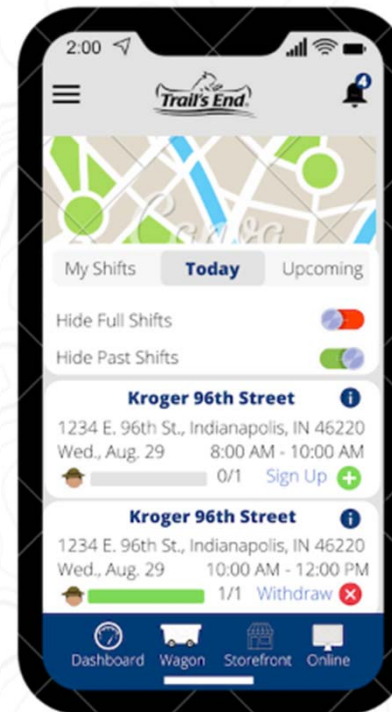 2:00
Trail's End
4
Canva
My Shifts Today Upcoming
Hide Full Shifts
Hide Past Shifts
Kroger 96th Street
1234 E. 96th St., Indianapolis, IN 46220
Wed., Aug. 29 8:00 AM - 10:00 AM
0/1 Sign Up
Kroger 96th Street
1234 E. 96th St., Indianapolis, IN 46220
Wed., Aug. 29 10:00 AM - 12:00 PM
1/1 Withdraw
Dashboard Wagon Storefront Online